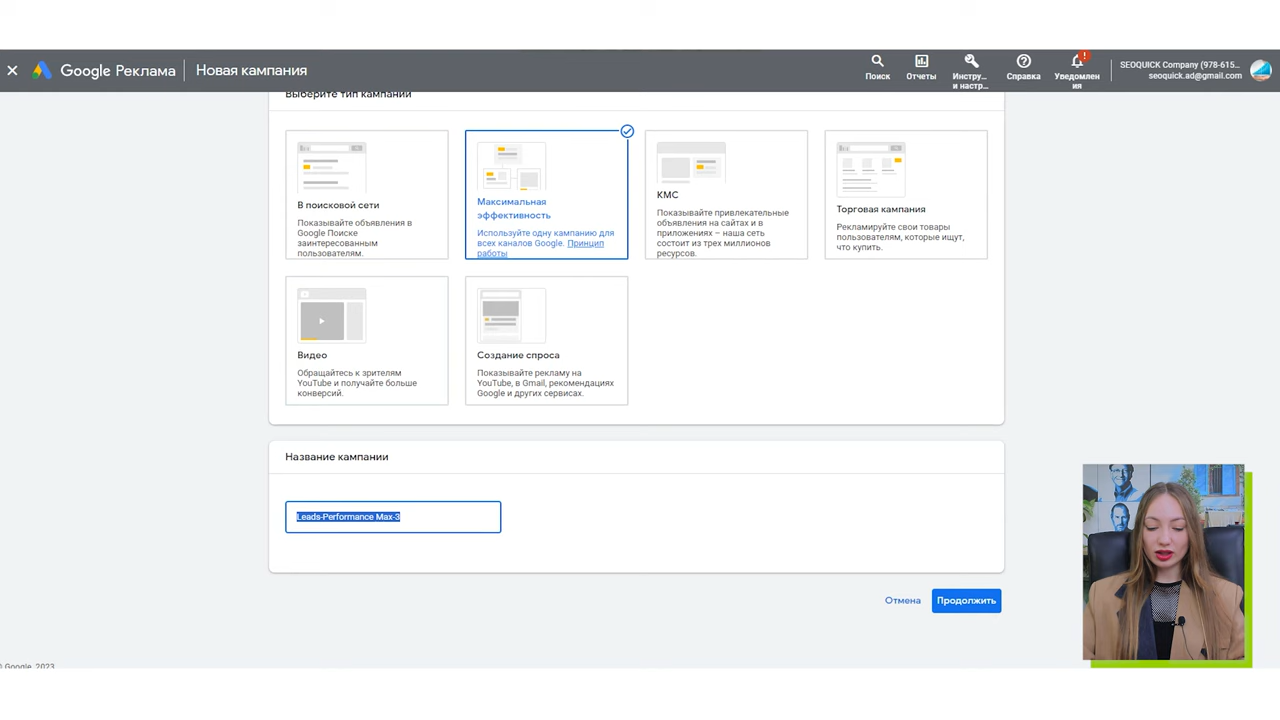 Google Реклама
Новая кампания
Поиск
Отчеты
Инстру...
и настр...
Справка
Уведомлен
ия
SEOQUICK Company (978-615...
seoquick.ad@gmail.com
Выберите тип кампании
В поисковой сети
Показывайте объявления в
Google Поиске
заинтересованным
пользователям.
Максимальная
эффективность
Используйте одну кампанию для
всех каналов Google. Принцип
работы
КМС
Показывайте привлекательные
объявления на сайтах и в
приложениях – наша сеть
состоит из трех миллионов
ресурсов.
Торговая кампания
Рекламируйте свои товары
пользователям, которые ищут,
что купить.
Видео
Обращайтесь к зрителям
YouTube и получайте больше
конверсий.
Создание спроса
Показывайте рекламу на
YouTube, в Gmail, рекомендациях
Google и других сервисах.
Название кампании
Leads-Performance Max-3
Отмена
Продолжить
© Google, 2023